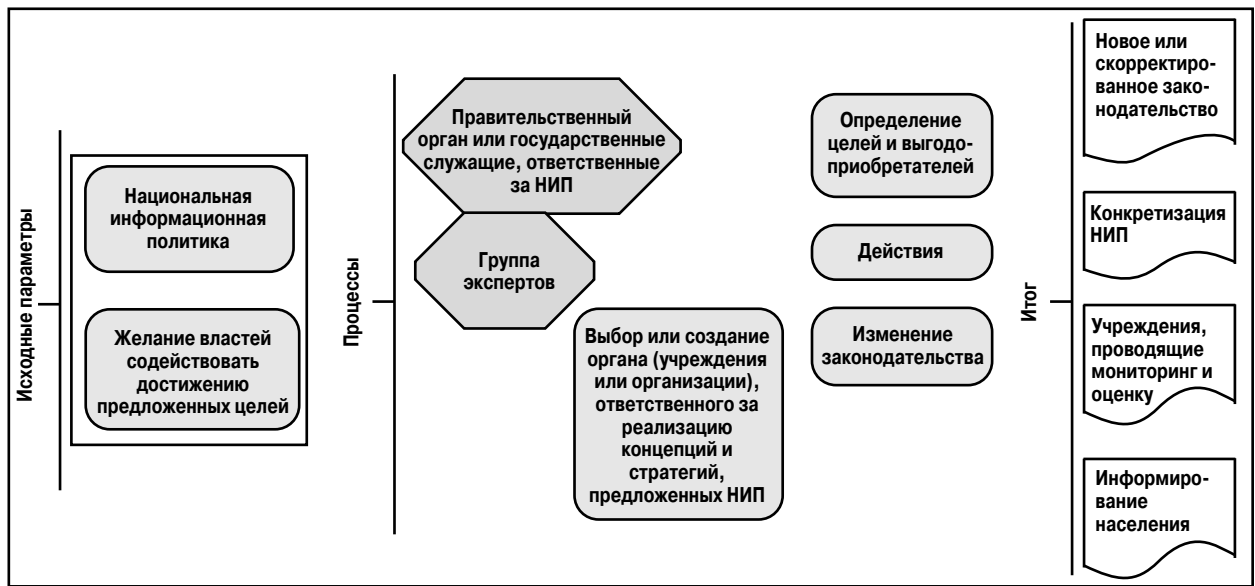 Исходные параметры
Национальная
информационная
политика
Желание властей
содействовать
достижению
предложенных целей
Процессы
Правительственный
орган или государственные
служащие, ответственные
за НИП
Группа
экспертов
Выбор или создание
органа (учреждения
или организации),
ответственного за
реализацию
концепций и
стратегий,
предложенных НИП
Определение
целей и выгодо-
приобретателей
Действия
Изменение
законодательства
Итог
Новое или
скорректиро-
ванное зако-
нодательство
Конкретизация
НИП
Учреждения,
проводящие
мониторинг и
оценку
Информиро-
вание
населения